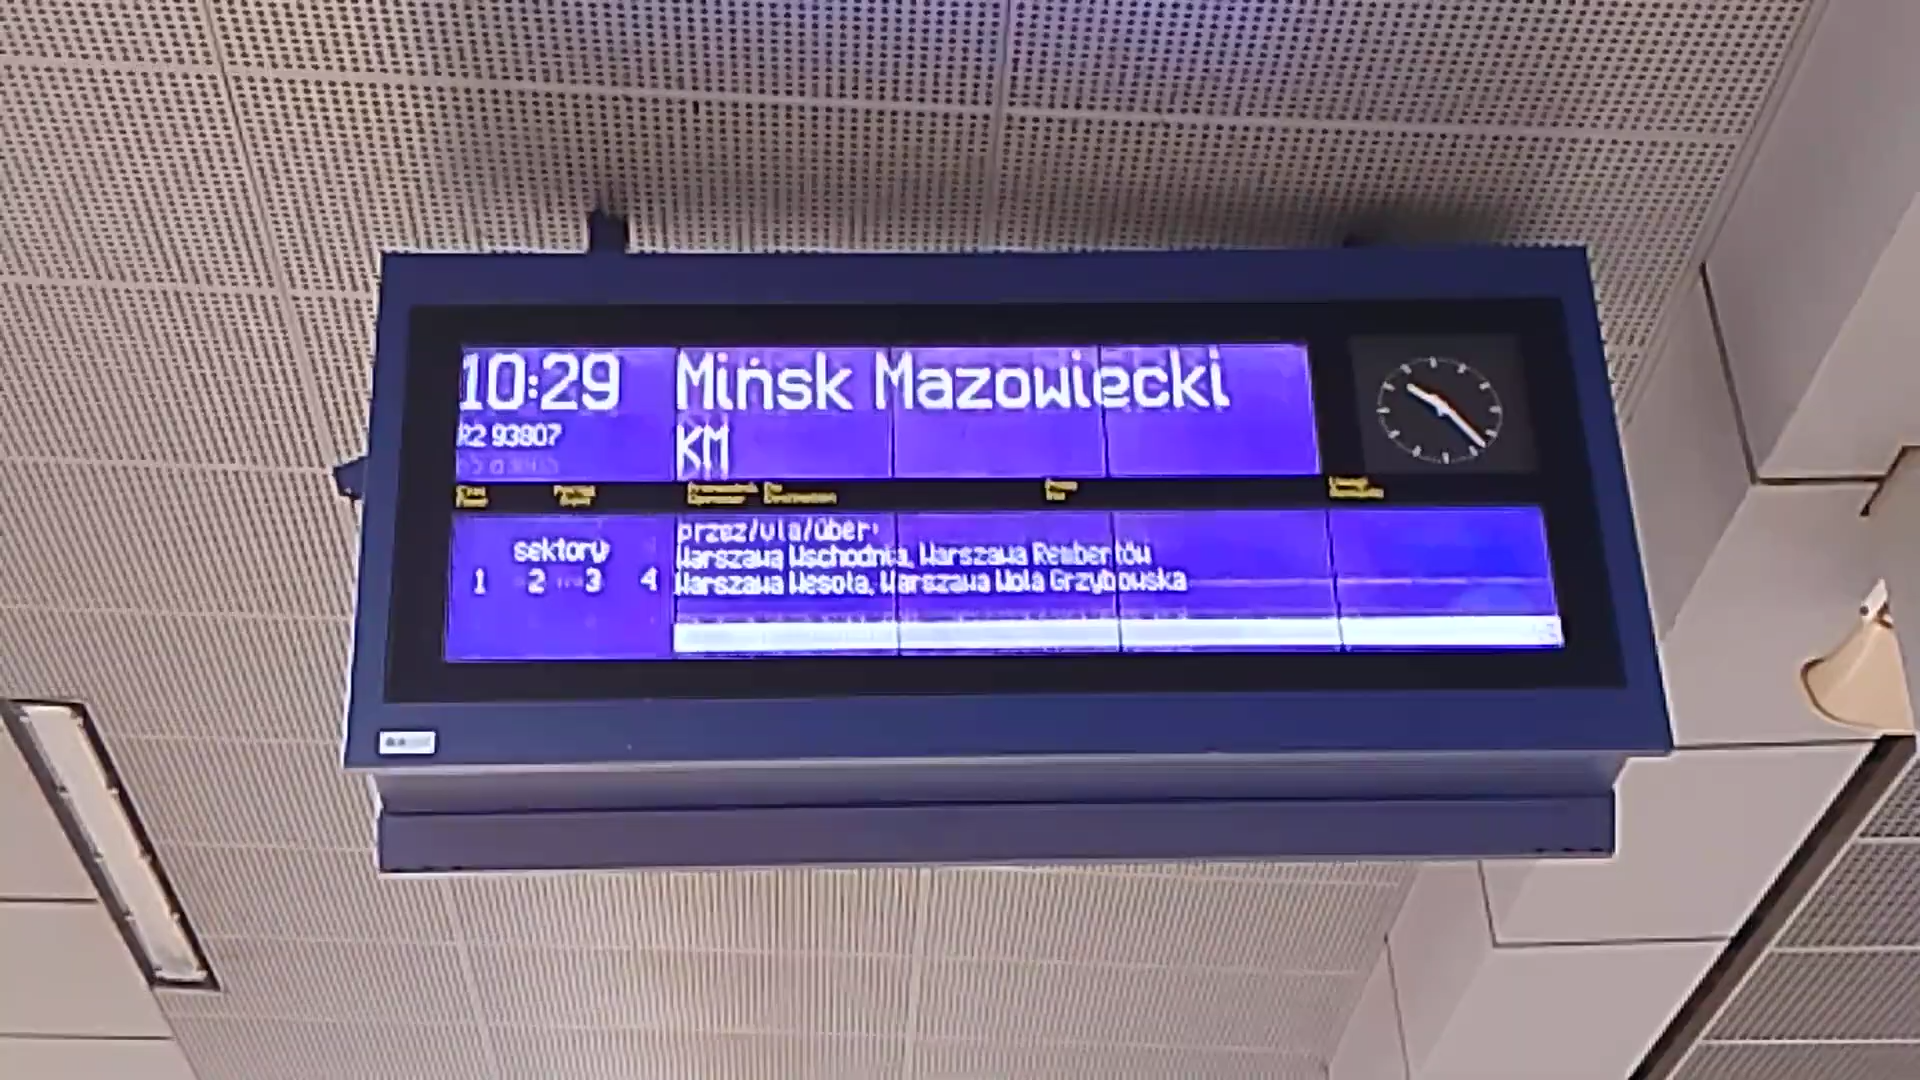 10:29 Mińsk Mazowiecki
R2 93807 KM
przez/via/über:
sektory
Warszawa Wschodnia, Warszawa Rembertów
1 2 3 4 Warszawa Wesoła, Warszawa Wola Grzybowska